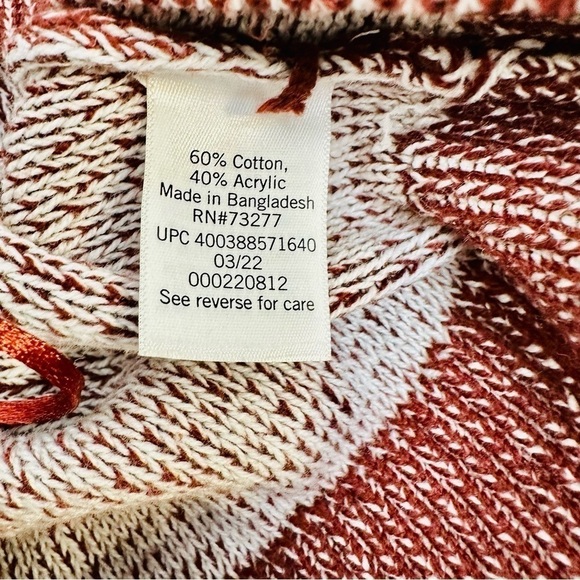 60% Cotton,
40% Acrylic
Made in Bangladesh
RN#73277
UPC 400388571640
03/22
000220812
See reverse for care